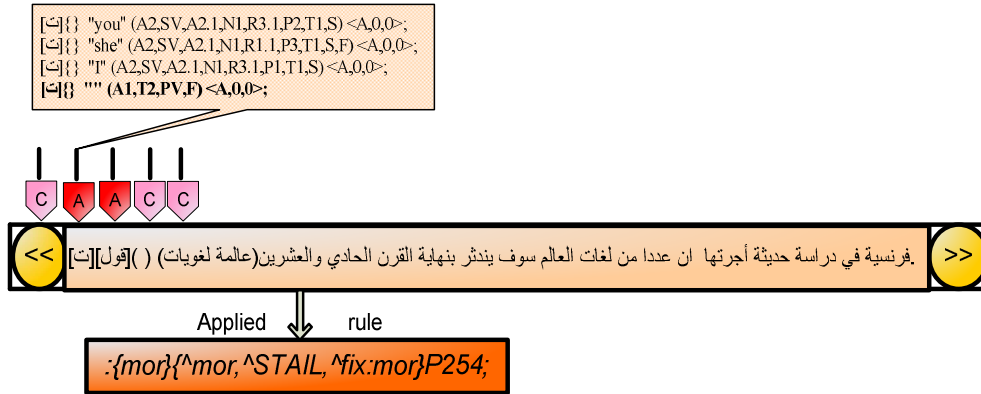 [ت]{} "you" (A2,SV,A2.1,N1,R3.1,P2,T1,S) <A,0,0>;
[ت]{} "she" (A2,SV,A2.1,N1,R1.1,P3,T1,S,F) <A,0,0>;
[ت]{} "I" (A2,SV,A2.1,N1,R3.1,P1,T1,S) <A,0,0>;
[ت]{} "" (A1,T2,PV,F) <A,0,0>;
C A A C C
<< .فرنسية في دراسة حديثة أجرتها ان عددا من لغات العالم سوف يندثر بنهاية القرن الحادي والعشرين(عالمة لغويات) ( )[قول][ت] >>
Applied rule
:{mor}{^mor,^STAIL,^fix:mor}P254;